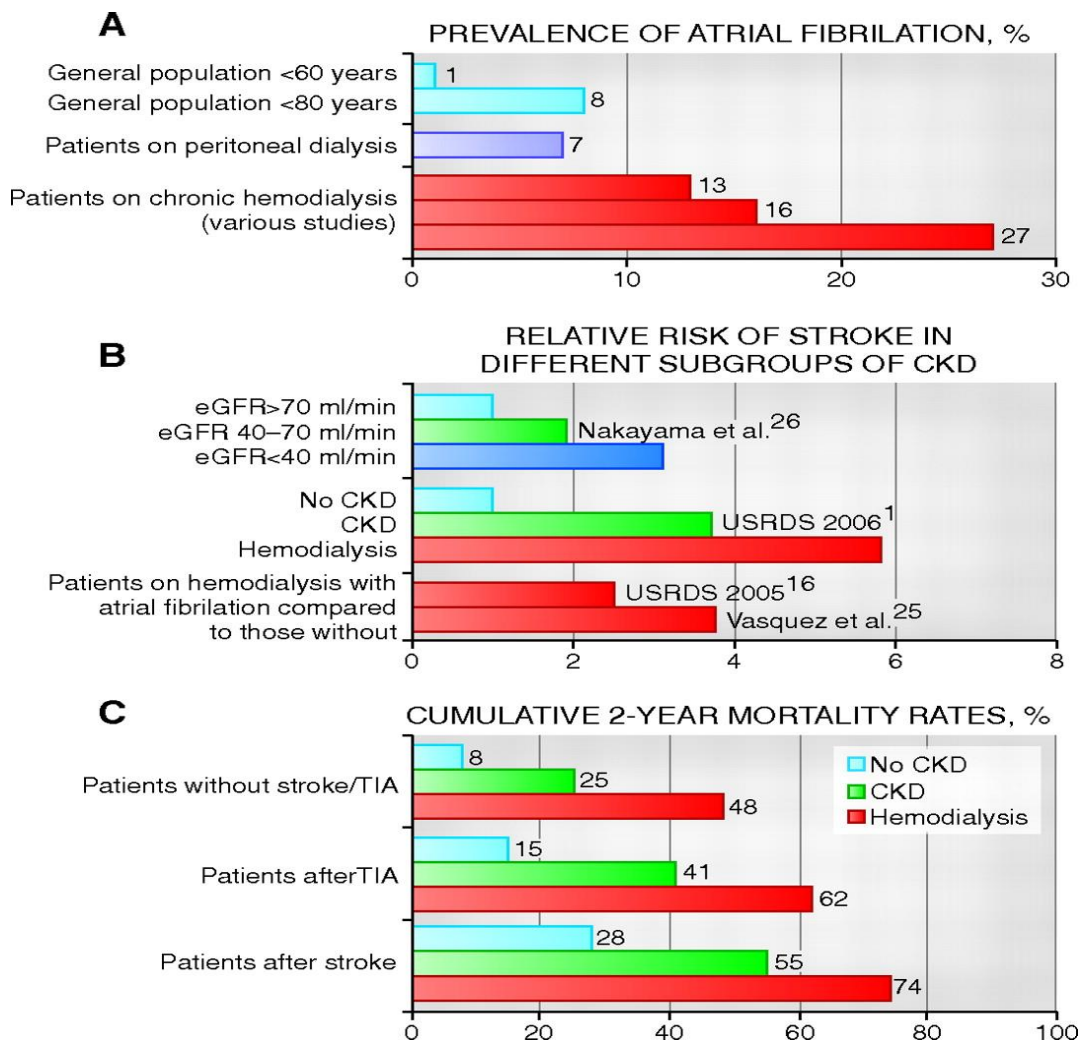 A
PREVALENCE OF ATRIAL FIBRILATION, %
General population <60 years
1
General population <80 years
8
Patients on peritoneal dialysis
7
Patients on chronic hemodialysis
(various studies)
13
16
27
0 10 20 30
B
RELATIVE RISK OF STROKE IN
DIFFERENT SUBGROUPS OF CKD
eGFR>70 ml/min
eGFR 40–70 ml/min
Nakayama et al.26
eGFR<40 ml/min
No CKD
CKD
USRDS 20061
Hemodialysis
Patients on hemodialysis with
atrial fibrilation compared
to those without
USRDS 200516
Vasquez et al.25
0 2 4 6 8
C
CUMULATIVE 2-YEAR MORTALITY RATES, %
No CKD
CKD
Hemodialysis
Patients without stroke/TIA
8
25
48
Patients afterTIA
15
41
62
Patients after stroke
28
55
74
0 20 40 60 80 100